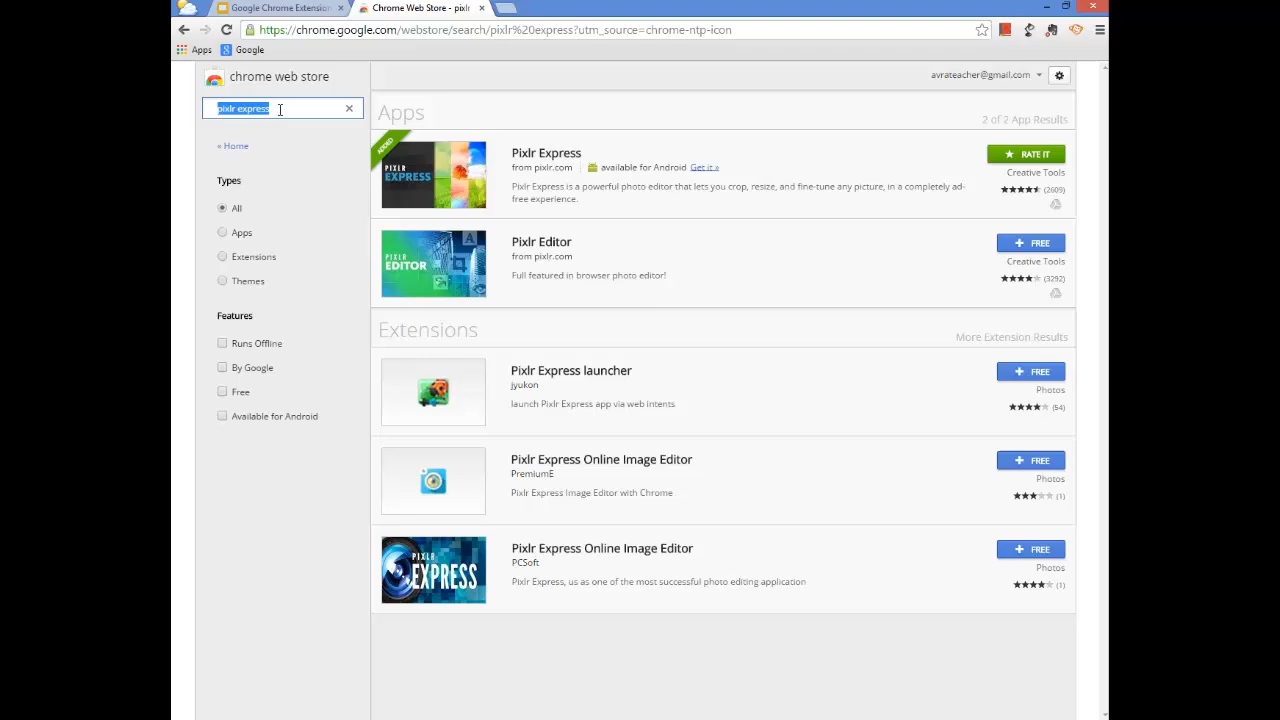 Google Chrome Extension
Chrome Web Store - pixlr
https://chrome.google.com/webstore/search/pixlr%20express?utm_source=chrome-ntp-icon
Apps
Google
chrome web store
avrateacher@gmail.com
pixlr express
« Home
Types
All
Apps
Extensions
Themes
Features
Runs Offline
By Google
Free
Available for Android
Apps
2 of 2 App Results
ADDED
PIXLR
EXPRESS
Pixlr Express
from pixlr.com
available for Android Get it »
Pixlr Express is a powerful photo editor that lets you crop, resize, and fine-tune any picture, in a completely ad-
free experience.
RATE IT
Creative Tools
(2609)
PIXLR
EDITOR
Pixlr Editor
from pixlr.com
Full featured in browser photo editor!
FREE
Creative Tools
(3292)
Extensions
More Extension Results
Pixlr Express launcher
jyukon
launch Pixlr Express app via web intents
FREE
Photos
(54)
Pixlr Express Online Image Editor
PremiumE
Pixlr Express Image Editor with Chrome
FREE
Photos
(1)
PIXLR
EXPRESS
Pixlr Express Online Image Editor
PCSoft
Pixlr Express, us as one of the most successful photo editing application
FREE
Photos
(1)